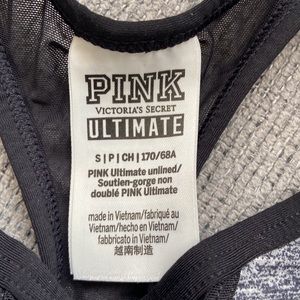 PINK
VICTORIA'S SECRET
ULTIMATE
S | P | CH | 170/68A
PINK Ultimate unlined/
Soutien-gorge non
doublé PINK Ultimate
made in Vietnam/fabriqué au
Vietnam/hecho en Vietnam/
fabbricato in Vietnam/
越南制造